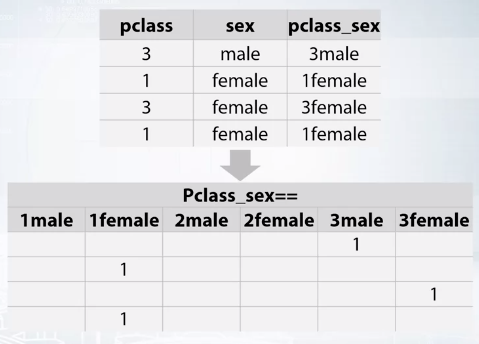 pclass sex pclass_sex
3 male 3male
1 female 1female
3 female 3female
1 female 1female
Pclass_sex==
1male 1female 2male 2female 3male 3female
1
1
1
1